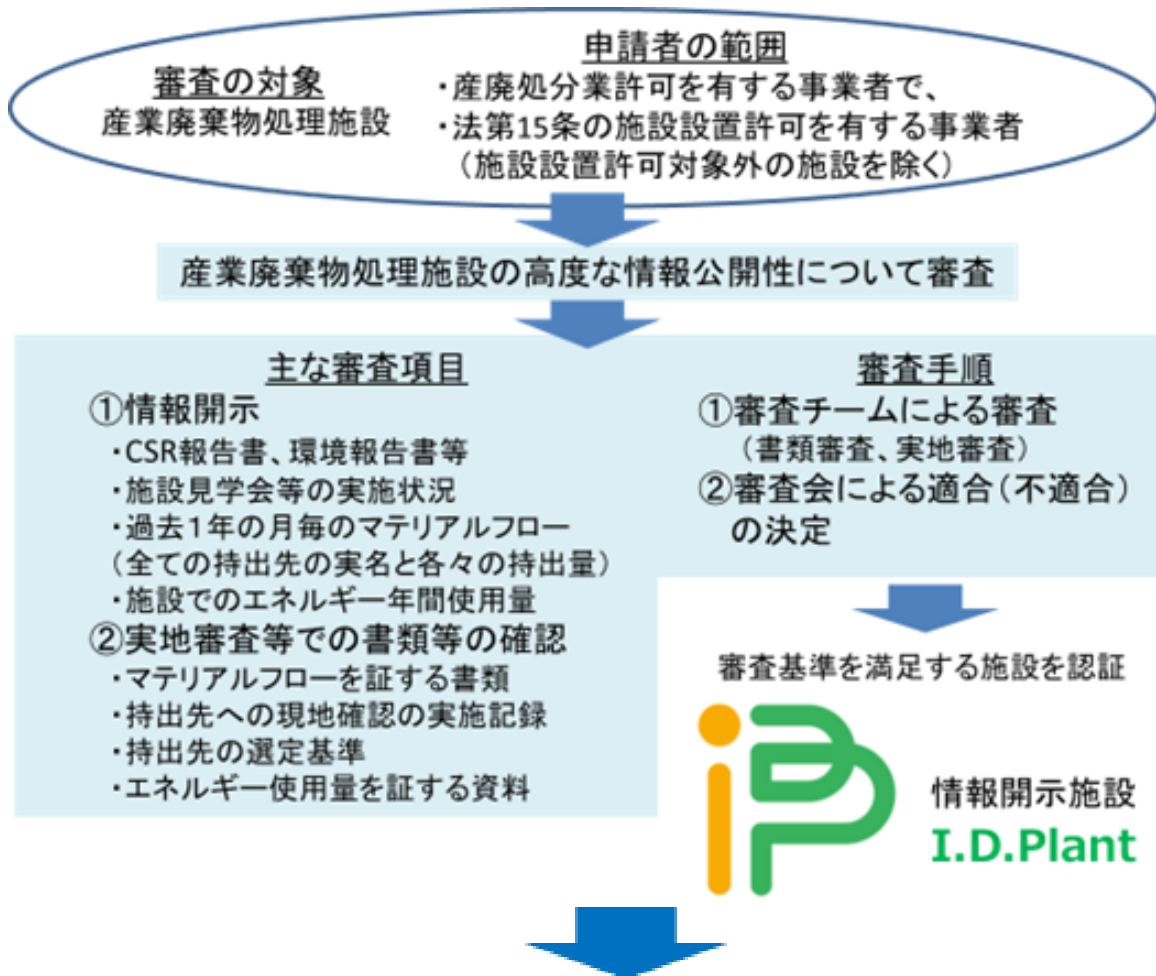 審査の対象
産業廃棄物処理施設
申請者の範囲
・産廃処分業許可を有する事業者で、
・法第15条の施設設置許可を有する事業者
（施設設置許可対象外の施設を除く）
産業廃棄物処理施設の高度な情報公開性について審査
主な審査項目
①情報開示
・CSR報告書、環境報告書等
・施設見学会等の実施状況
・過去１年の月毎のマテリアルフロー
（全ての持出先の実名と各々の持出量）
・施設でのエネルギー年間使用量
②実地審査等での書類等の確認
・マテリアルフローを証する書類
・持出先への現地確認の実施記録
・持出先の選定基準
・エネルギー使用量を証する資料
審査手順
①審査チームによる審査
（書類審査、実地審査）
②審査会による適合（不適合）
の決定
審査基準を満足する施設を認証
情報開示施設
I.D.Plant